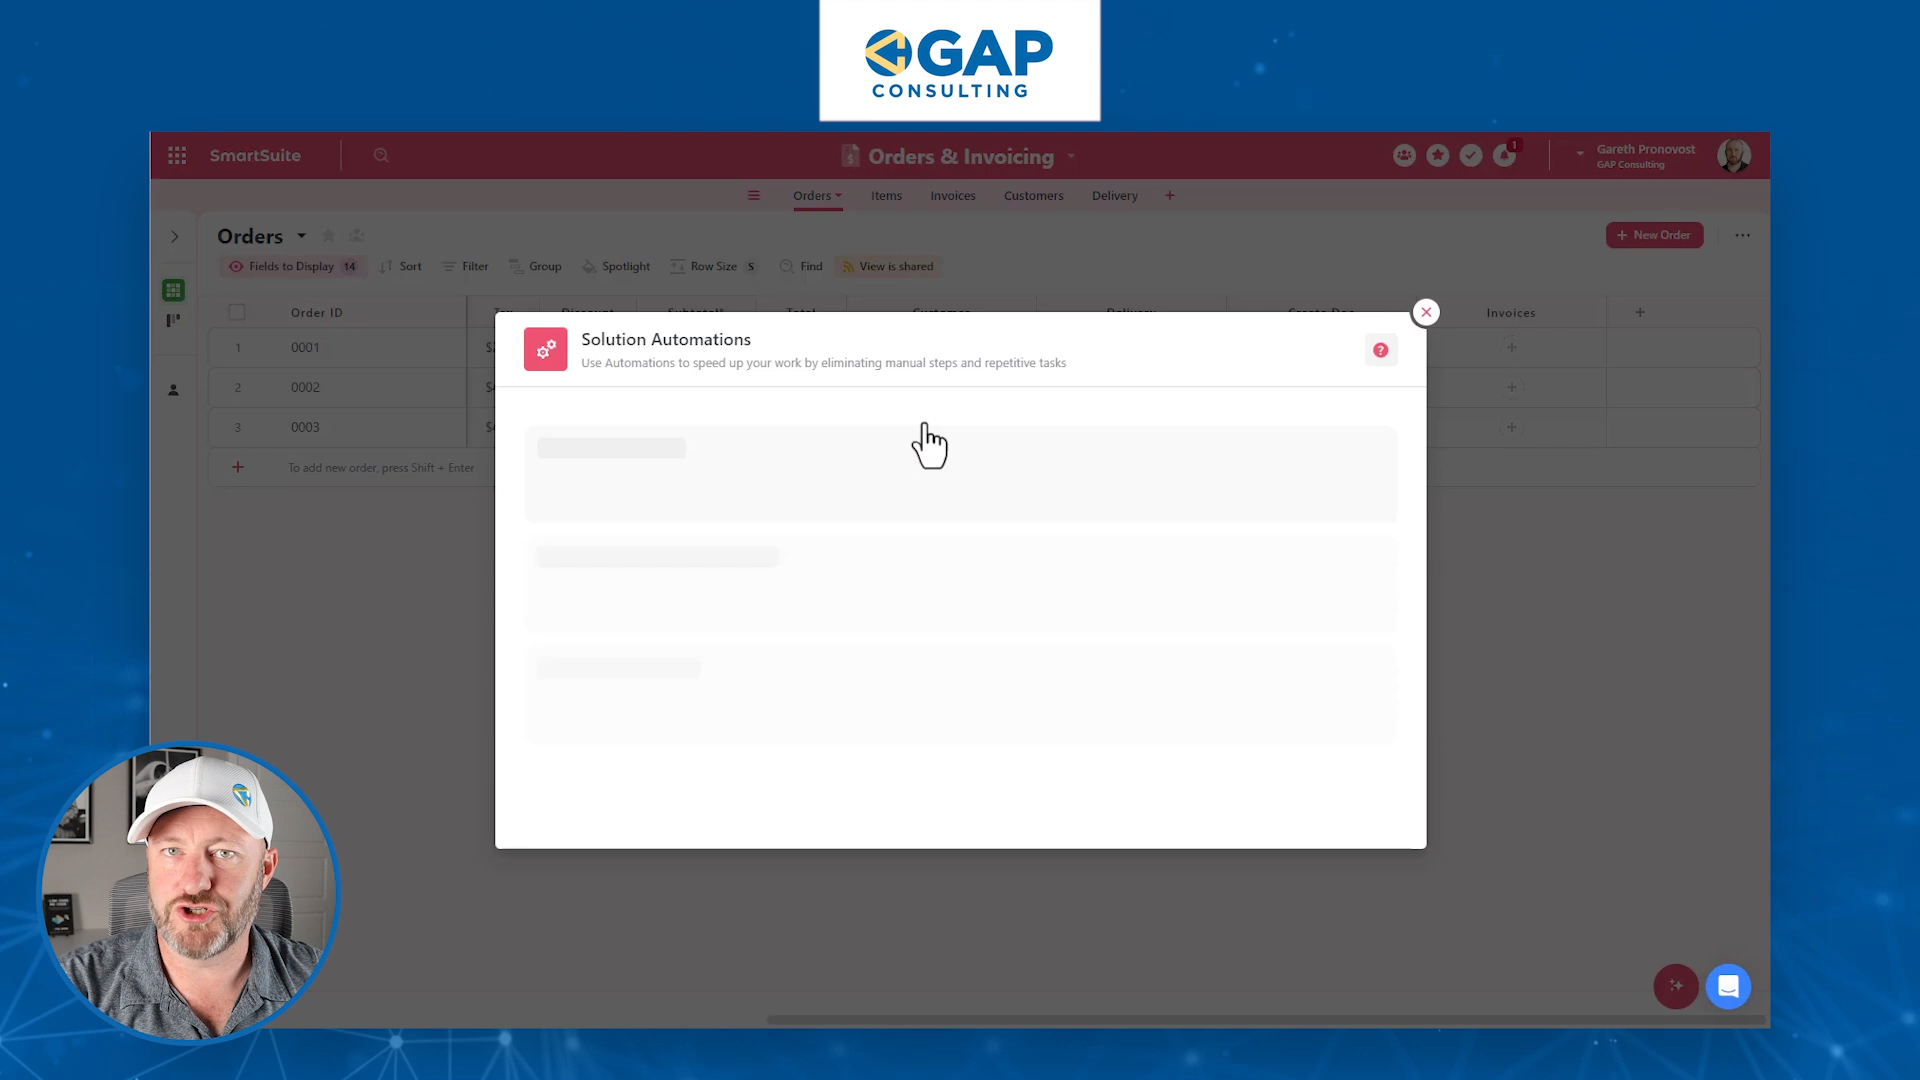 GAP
CONSULTING
SmartSuite
Orders & Invoicing
1
Gareth Pronovost
GAP Consulting
Orders
Items
Invoices
Customers
Delivery
+
Orders
+ New Order
Fields to Display 14
Sort
Filter
Group
Spotlight
Row Size S
Find
View is shared
Order ID
Invoices
1 0001
2 0002
3 0003
+ To add new order, press Shift + Enter
Solution Automations
Use Automations to speed up your work by eliminating manual steps and repetitive tasks
?